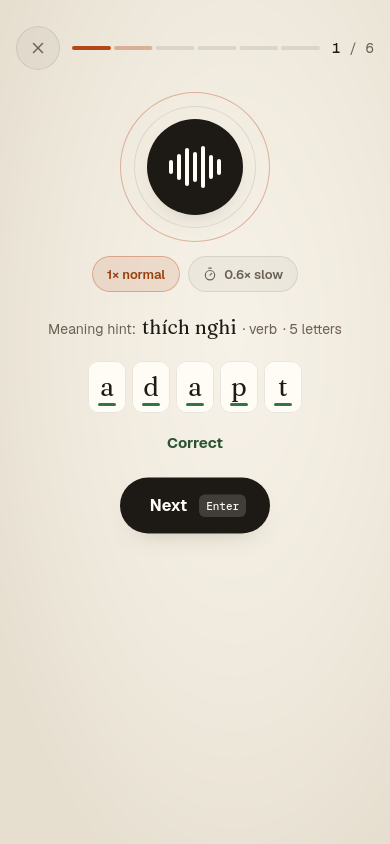 1 / 6
1× normal
0.6× slow
Meaning hint: thích nghi · verb · 5 letters
a d a p t
Correct
Next Enter